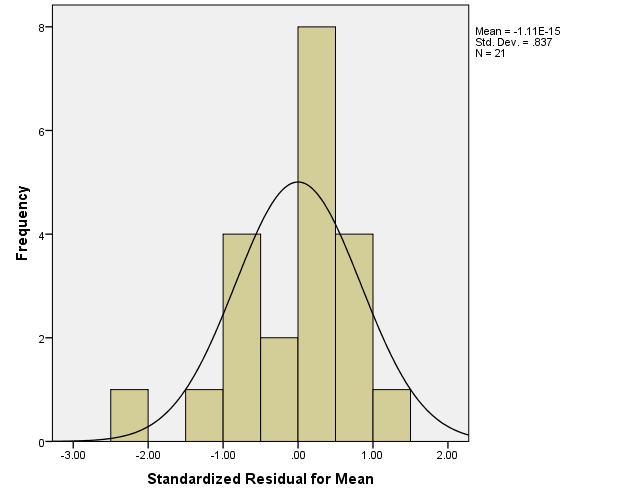 Mean = -1.11E-15
Std. Dev. = .837
N = 21
Frequency
8
6
4
2
0
-3.00 -2.00 -1.00 .00 1.00 2.00
Standardized Residual for Mean